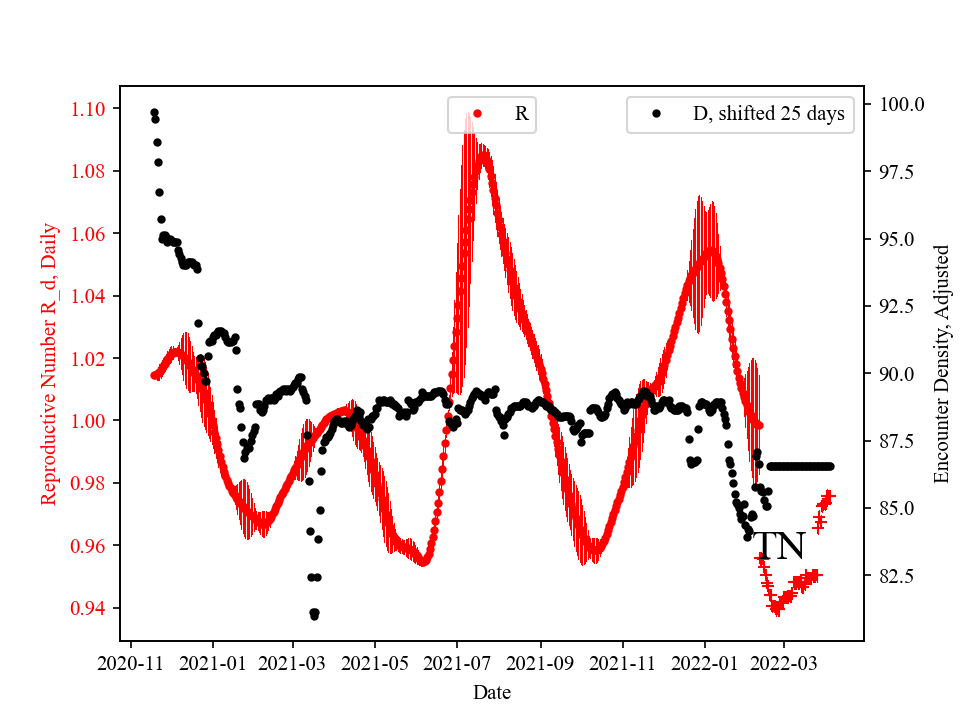 R
D, shifted 25 days
1.10
1.08
1.06
1.04
1.02
1.00
0.98
0.96
0.94
Reproductive Number R_d, Daily
100.0
97.5
95.0
92.5
90.0
87.5
85.0
82.5
Encounter Density, Adjusted
TN
2020-11 2021-01 2021-03 2021-05 2021-07 2021-09 2021-11 2022-01 2022-03
Date